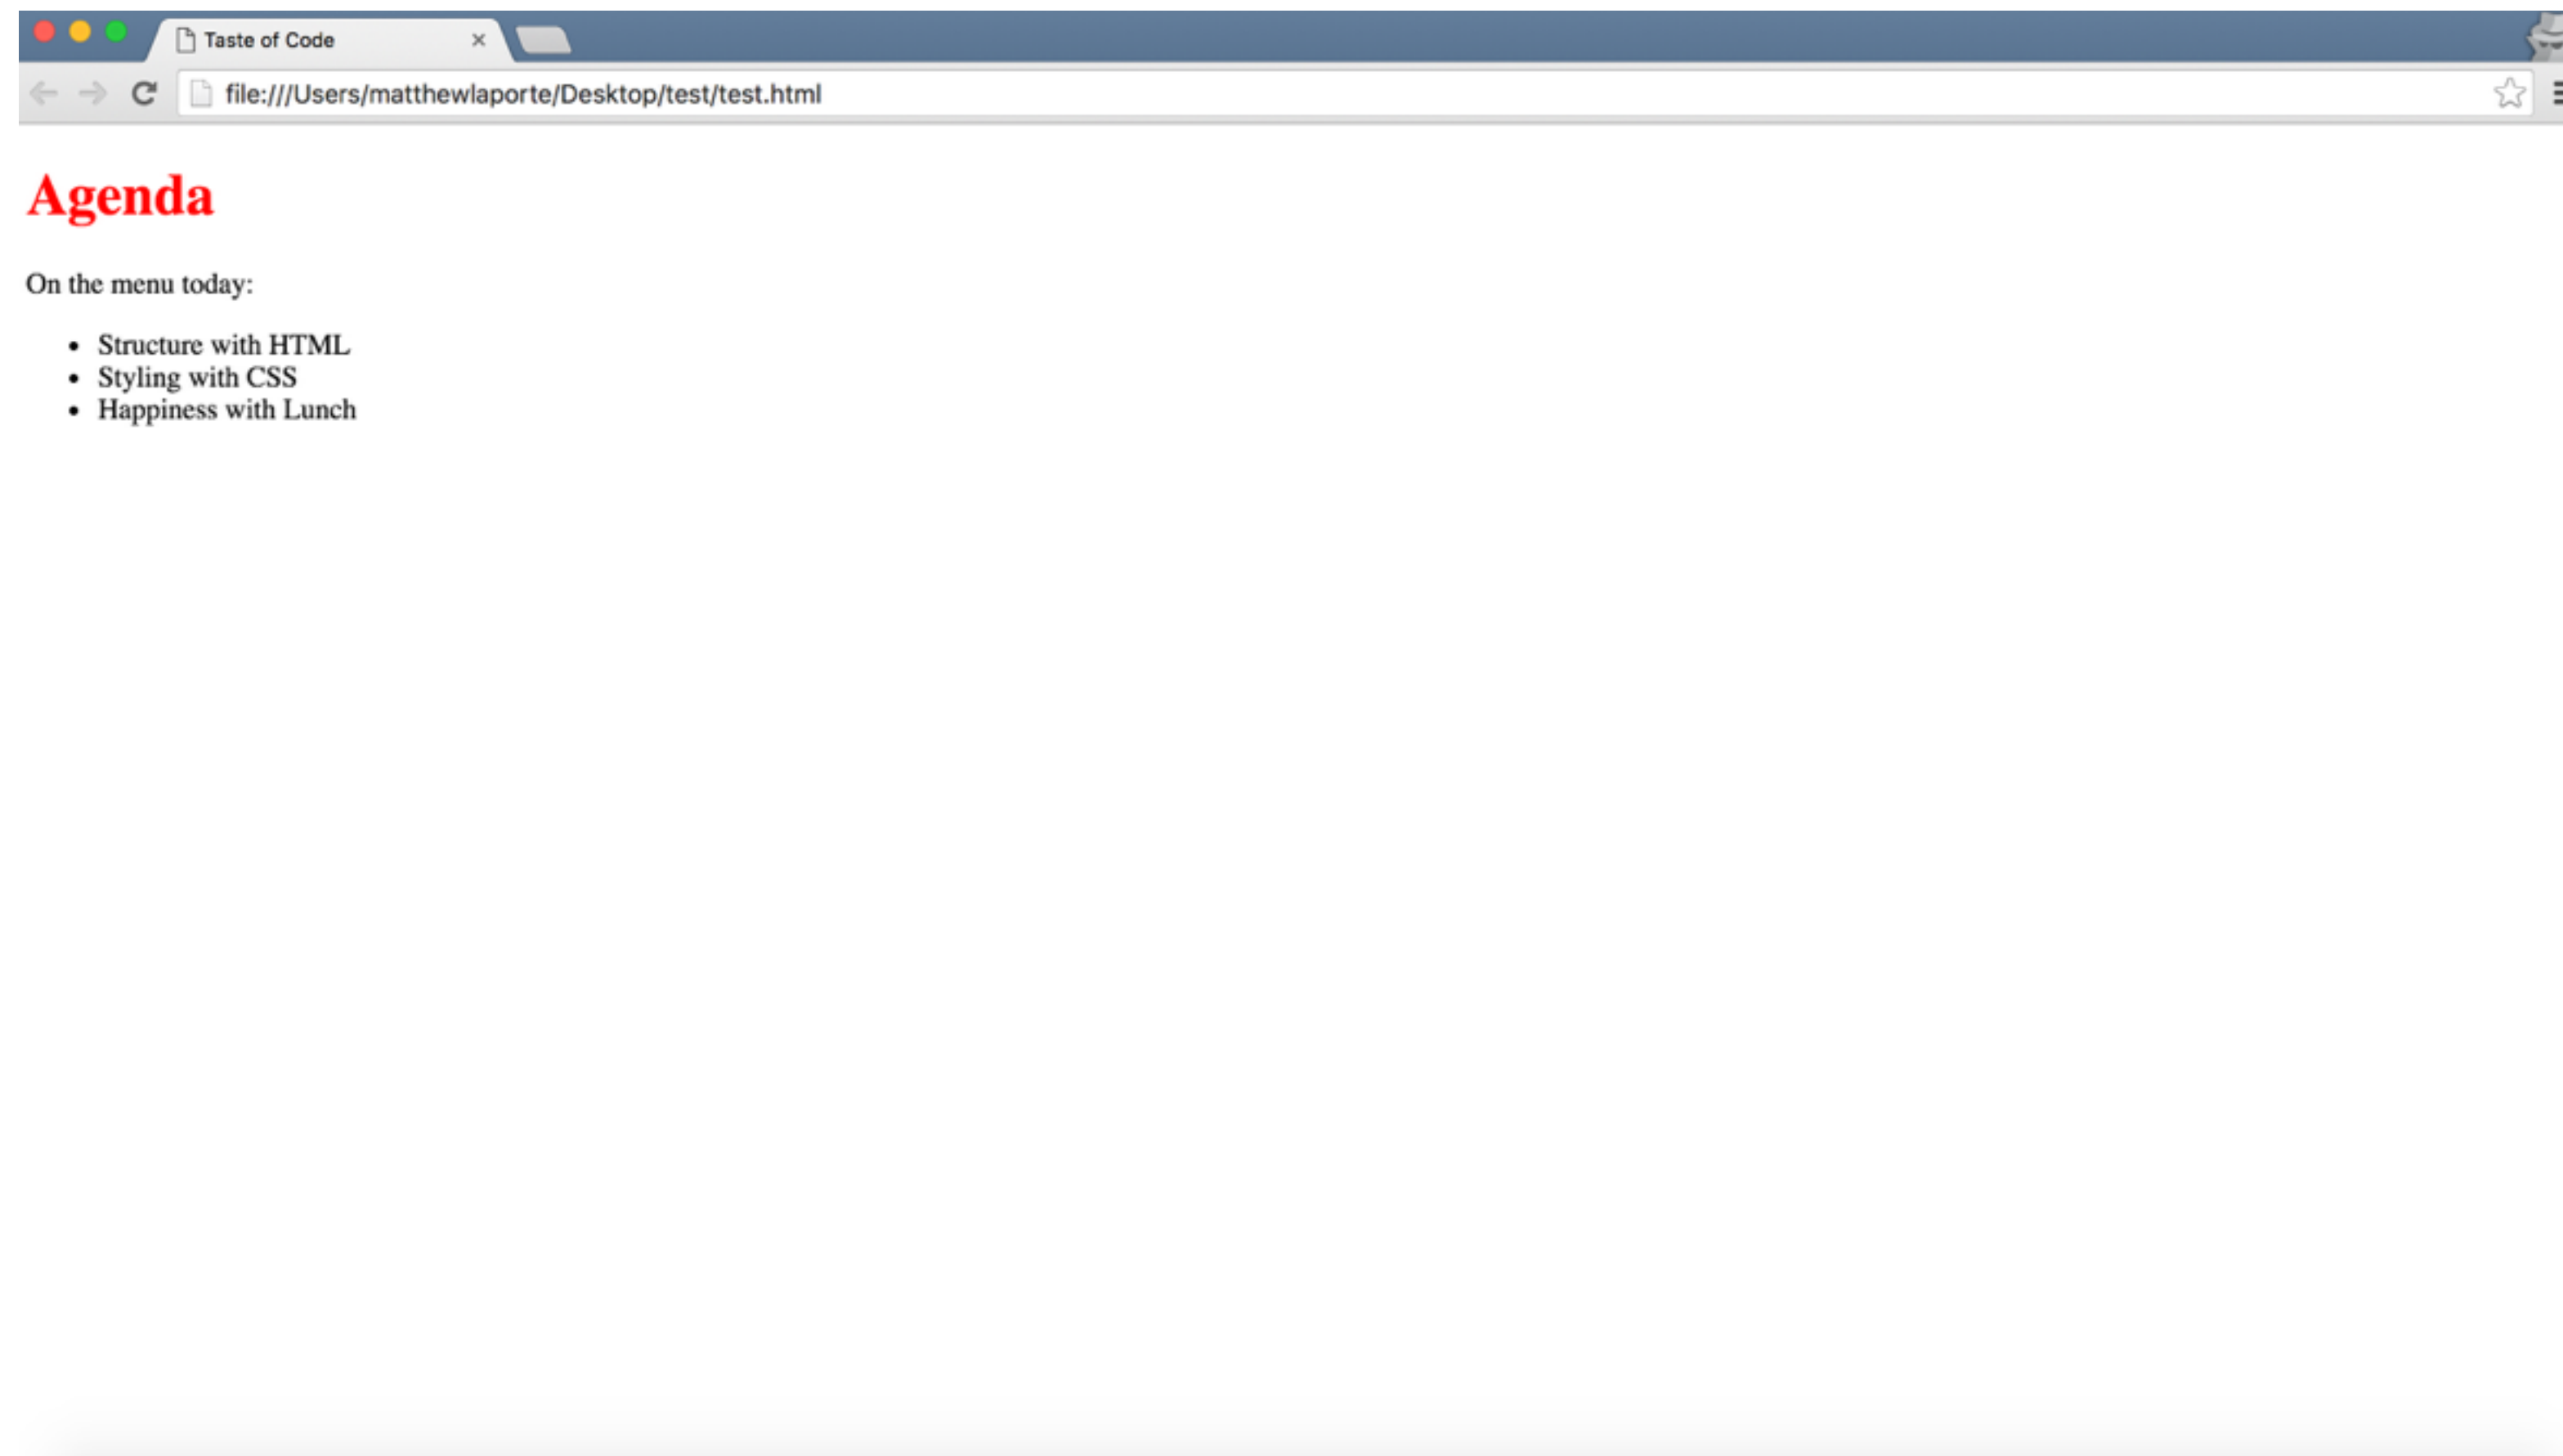 Taste of Code
file:///Users/matthewlaporte/Desktop/test/test.html
Agenda
On the menu today:
• Structure with HTML
• Styling with CSS
• Happiness with Lunch